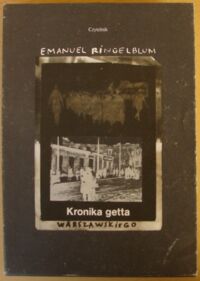 Czytelnik
EMANUEL RINGELBLUM
Kronika getta
WARSZAWSKIEGO